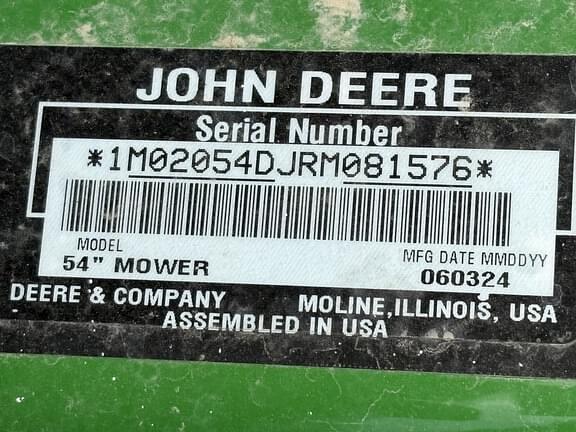 JOHN DEERE
Serial Number
*1M02054DJRM081576*
MODEL
54" MOWER
MFG DATE MMDDYY
060324
DEERE & COMPANY MOLINE,ILLINOIS, USA
ASSEMBLED IN USA